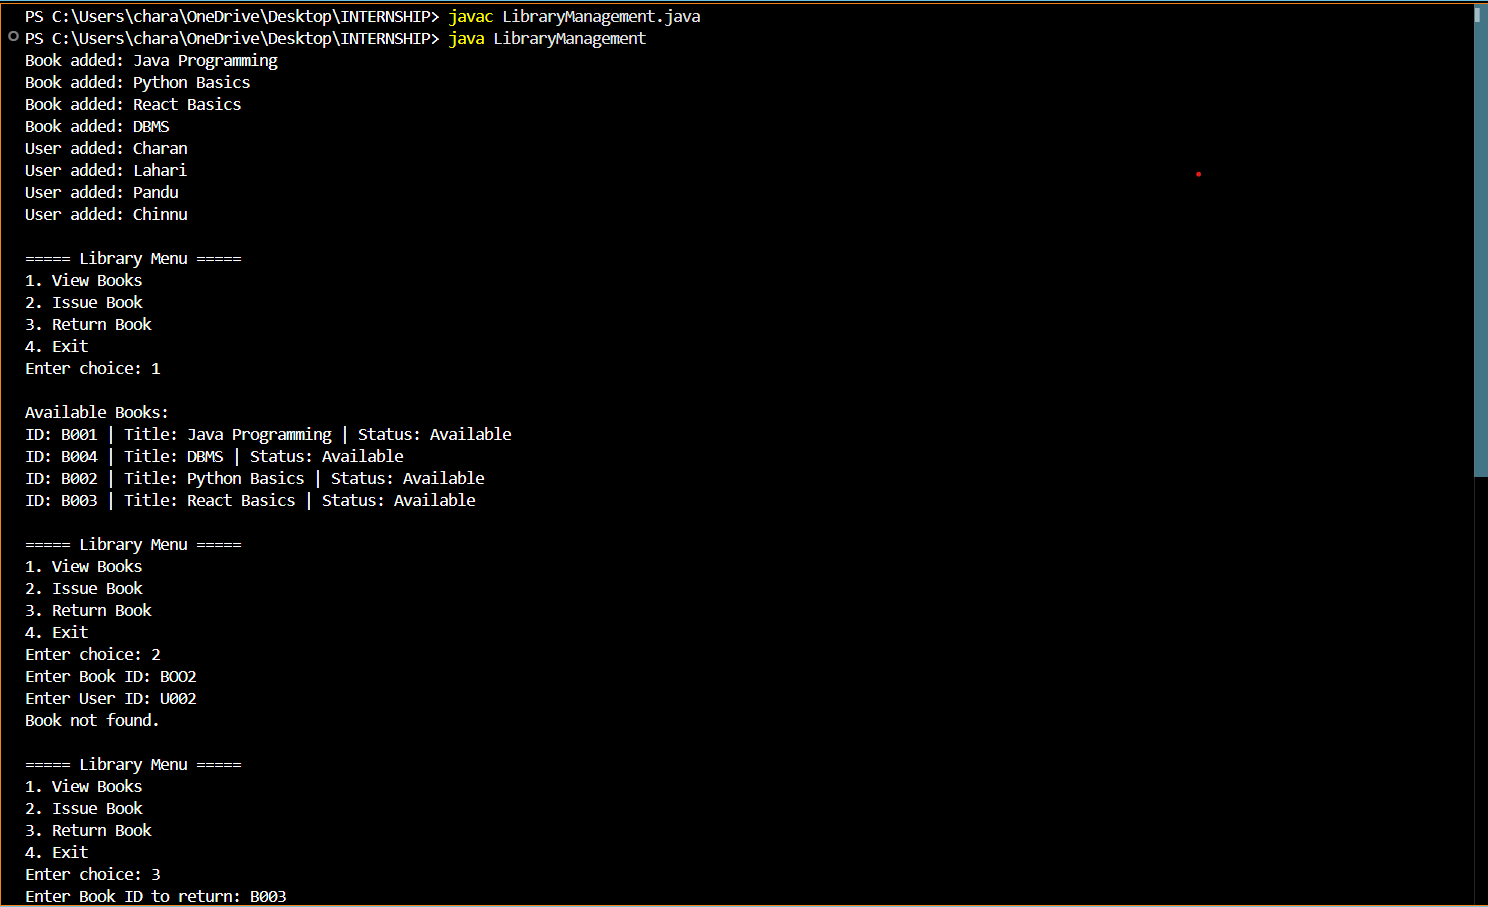 PS C:\Users\chara\OneDrive\Desktop\INTERNSHIP> javac LibraryManagement.java
PS C:\Users\chara\OneDrive\Desktop\INTERNSHIP> java LibraryManagement
Book added: Java Programming
Book added: Python Basics
Book added: React Basics
Book added: DBMS
User added: Charan
User added: Lahari
User added: Pandu
User added: Chinnu
===== Library Menu =====
1. View Books
2. Issue Book
3. Return Book
4. Exit
Enter choice: 1
Available Books:
ID: B001 | Title: Java Programming | Status: Available
ID: B004 | Title: DBMS | Status: Available
ID: B002 | Title: Python Basics | Status: Available
ID: B003 | Title: React Basics | Status: Available
===== Library Menu =====
1. View Books
2. Issue Book
3. Return Book
4. Exit
Enter choice: 2
Enter Book ID: BOO2
Enter User ID: U002
Book not found.
===== Library Menu =====
1. View Books
2. Issue Book
3. Return Book
4. Exit
Enter choice: 3
Enter Book ID to return: B003